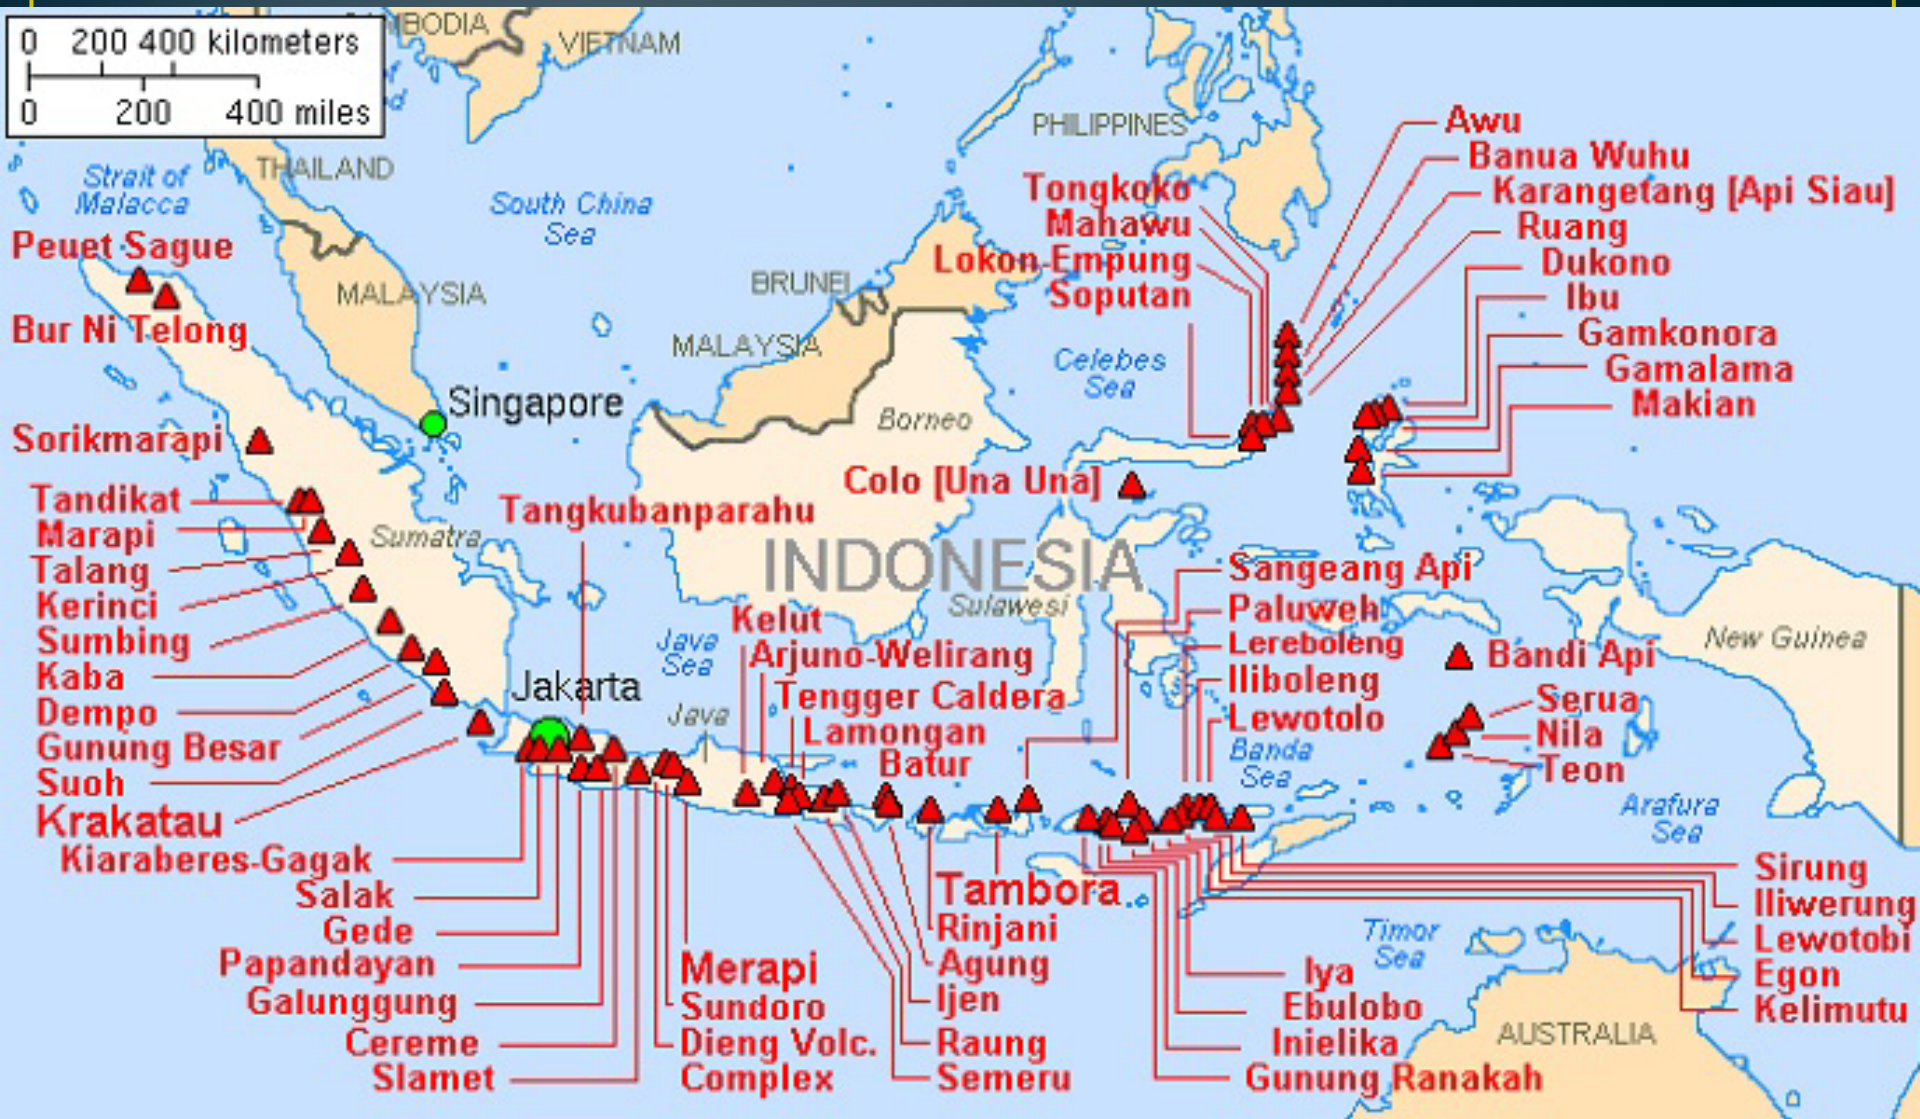 0 200 400 kilometers
0 200 400 miles
BODIA
VIETNAM
THAILAND
Strait of
Malacca
South China
Sea
PHILIPPINES
Awu
Banua Wuhu
Karangetang [Api Siau]
Ruang
Dukono
Ibu
Gamkonora
Gamalama
Makian
Tongkoko
Mahawu
Lokon-Empung
Soputan
Peuet Sague
Bur Ni Telong
MALAYSIA
BRUNEI
MALAYSIA
Celebes
Sea
Singapore
Borneo
Sorikmarapi
Colo [Una Una]
Tandikat
Marapi
Talang
Kerinci
Sumbing
Kaba
Dempo
Gunung Besar
Suoh
Krakatau
Sumatra
Tangkubanparahu
INDONESIA
Sulawesi
Sangeang Api
Paluweh
Lereboleng
Iliboleng
Lewotolo
Banda
Sea
New Guinea
Bandi Api
Serua
Nila
Teon
Arafura
Sea
Java
Sea
Kelut
Arjuno-Welirang
Tengger Caldera
Lamongan
Batur
Jakarta
Java
Kiaraberes-Gagak
Salak
Gede
Papandayan
Galunggung
Cereme
Slamet
Merapi
Sundoro
Dieng Volc.
Complex
Tambora
Rinjani
Agung
Ijen
Raung
Semeru
Timor
Sea
Iya
Ebulobo
Inielika
Gunung Ranakah
Sirung
Iliwerung
Lewotobi
Egon
Kelimutu
AUSTRALIA